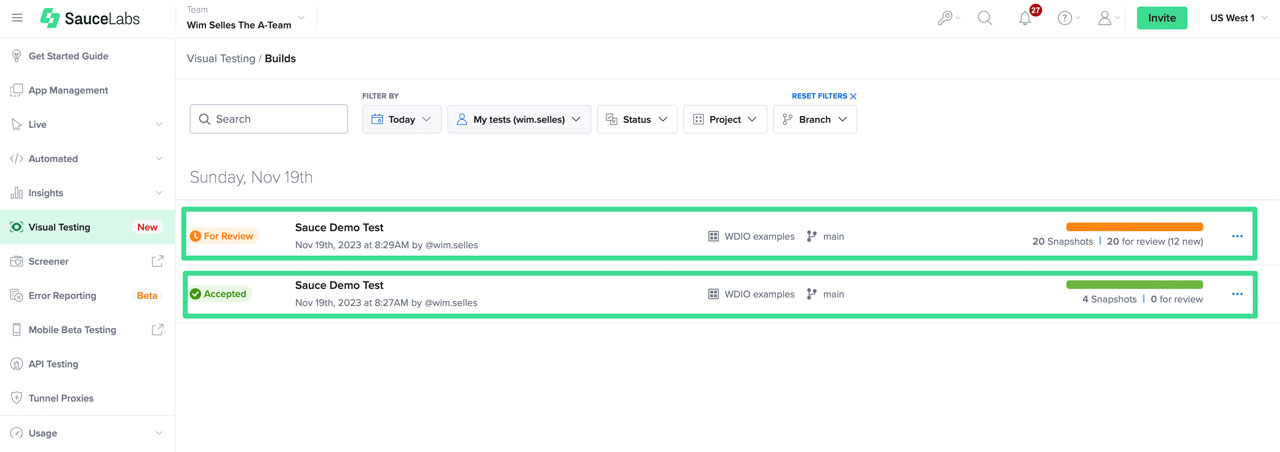 SauceLabs
Team
Wim Selles The A-Team
27
Invite
US West 1
Get Started Guide
App Management
Live
Automated
Insights
Visual Testing
New
Screener
Error Reporting
Beta
Mobile Beta Testing
API Testing
Tunnel Proxies
Usage
Visual Testing / Builds
FILTER BY
RESET FILTERS
Search
Today
My tests (wim.selles)
Status
Project
Branch
Sunday, Nov 19th
For Review
Sauce Demo Test
Nov 19th, 2023 at 8:29AM by @wim.selles
WDIO examples
main
20 Snapshots | 20 for review (12 new)
Accepted
Sauce Demo Test
Nov 19th, 2023 at 8:27AM by @wim.selles
WDIO examples
main
4 Snapshots | 0 for review